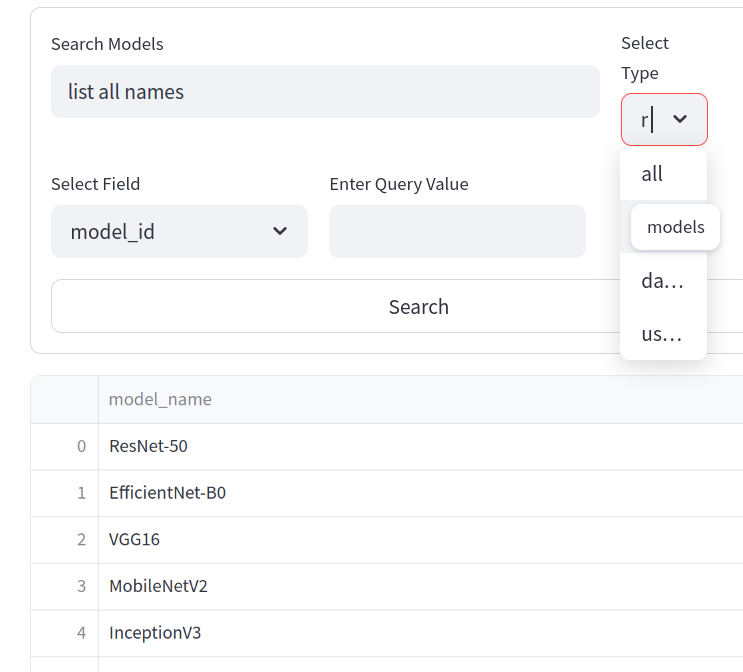 Search Models
Select
Type
list all names
r
all
models
da...
us...
Select Field
Enter Query Value
model_id
Search
model_name
0 ResNet-50
1 EfficientNet-B0
2 VGG16
3 MobileNetV2
4 InceptionV3